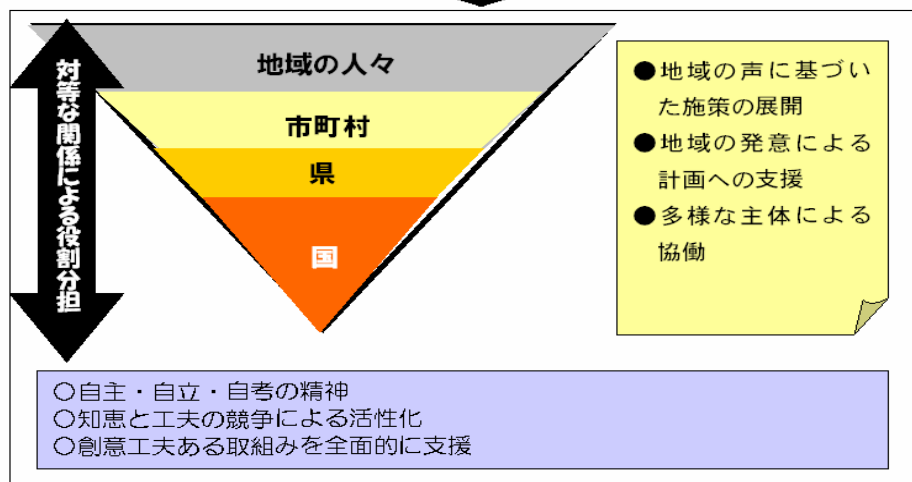 対等な関係による役割分担
地域の人々
市町村
県
国
●地域の声に基づい
た施策の展開
●地域の発意による
計画への支援
●多様な主体による
協働
○自主・自立・自考の精神
○知恵と工夫の競争による活性化
○創意工夫ある取組みを全面的に支援